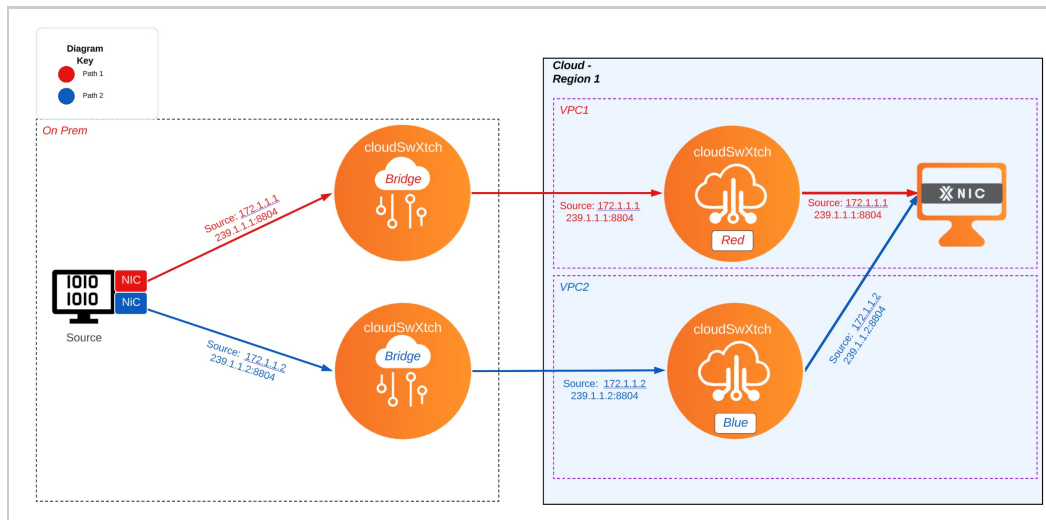 Diagram
Key
Path 1
Path 2
On Prem
Cloud -
Region 1
VPC1
cloudSwXtch
Bridge
cloudSwXtch
Red
NIC
Source: 172.1.1.1
239.1.1.1:8804
Source: 172.1.1.1
239.1.1.1:8804
Source: 172.1.1.1
239.1.1.1:8804
IOIO
IOIO
NIC
NiC
Source
VPC2
cloudSwXtch
Bridge
cloudSwXtch
Blue
Source: 172.1.1.2
239.1.1.2:8804
Source: 172.1.1.2
239.1.1.2:8804
Source: 172.1.1.2
239.1.1.2:8804